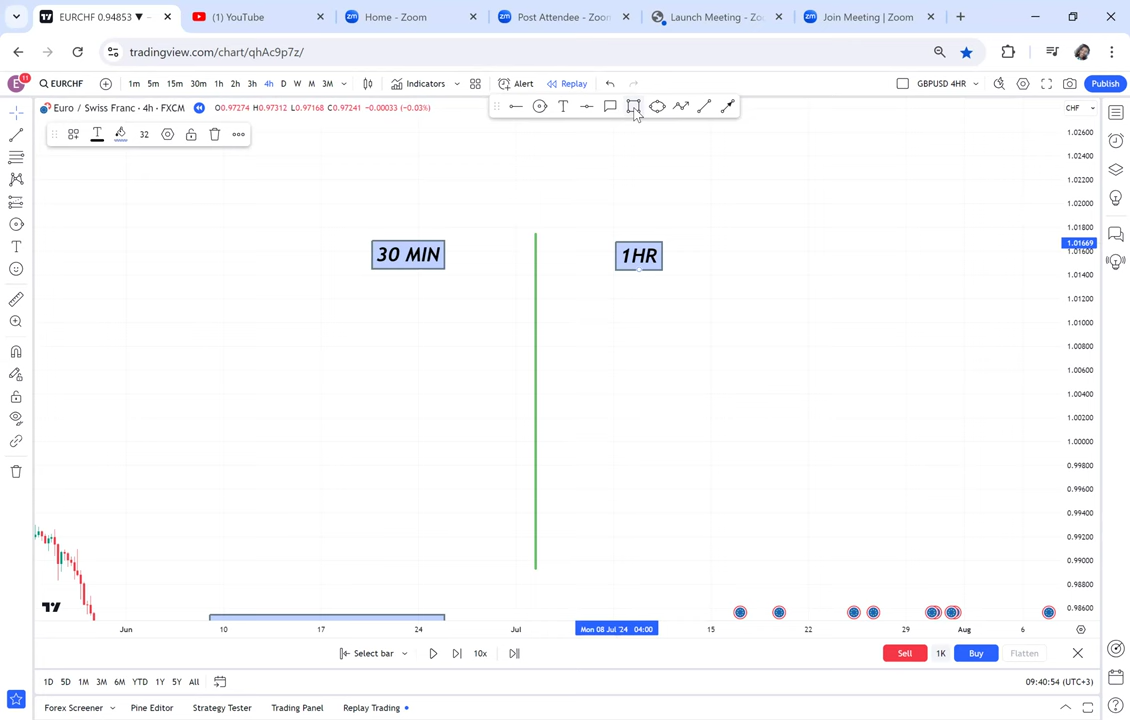 EURCHF 0.94853 ▼
(1) YouTube
Home - Zoom
Post Attendee - Zoom
Launch Meeting - Zoo
Join Meeting | Zoom
tradingview.com/chart/qhAc9p7z/
E 11 EURCHF 1m 5m 15m 30m 1h 2h 3h 4h D W M 3M Indicators Alert Replay GBPUSD 4HR Publish
Euro / Swiss Franc · 4h · FXCM O0.97274 H0.97312 L0.97168 C0.97241 −0.00033 (−0.03%) CHF
32
1.02600
1.02400
1.02200
1.02000
1.01800
1.01669
1.01600
1.01400
1.01200
1.01000
1.00800
1.00600
1.00400
1.00200
1.00000
0.99800
0.99600
0.99400
0.99200
0.99000
0.98800
0.98600
30 MIN
1HR
Jun 10 17 24 Jul Mon 08 Jul '24 04:00 15 22 29 Aug 6
Select bar 10x Sell 1K Buy Flatten
1D 5D 1M 3M 6M YTD 1Y 5Y All 09:40:54 (UTC+3)
Forex Screener Pine Editor Strategy Tester Trading Panel Replay Trading